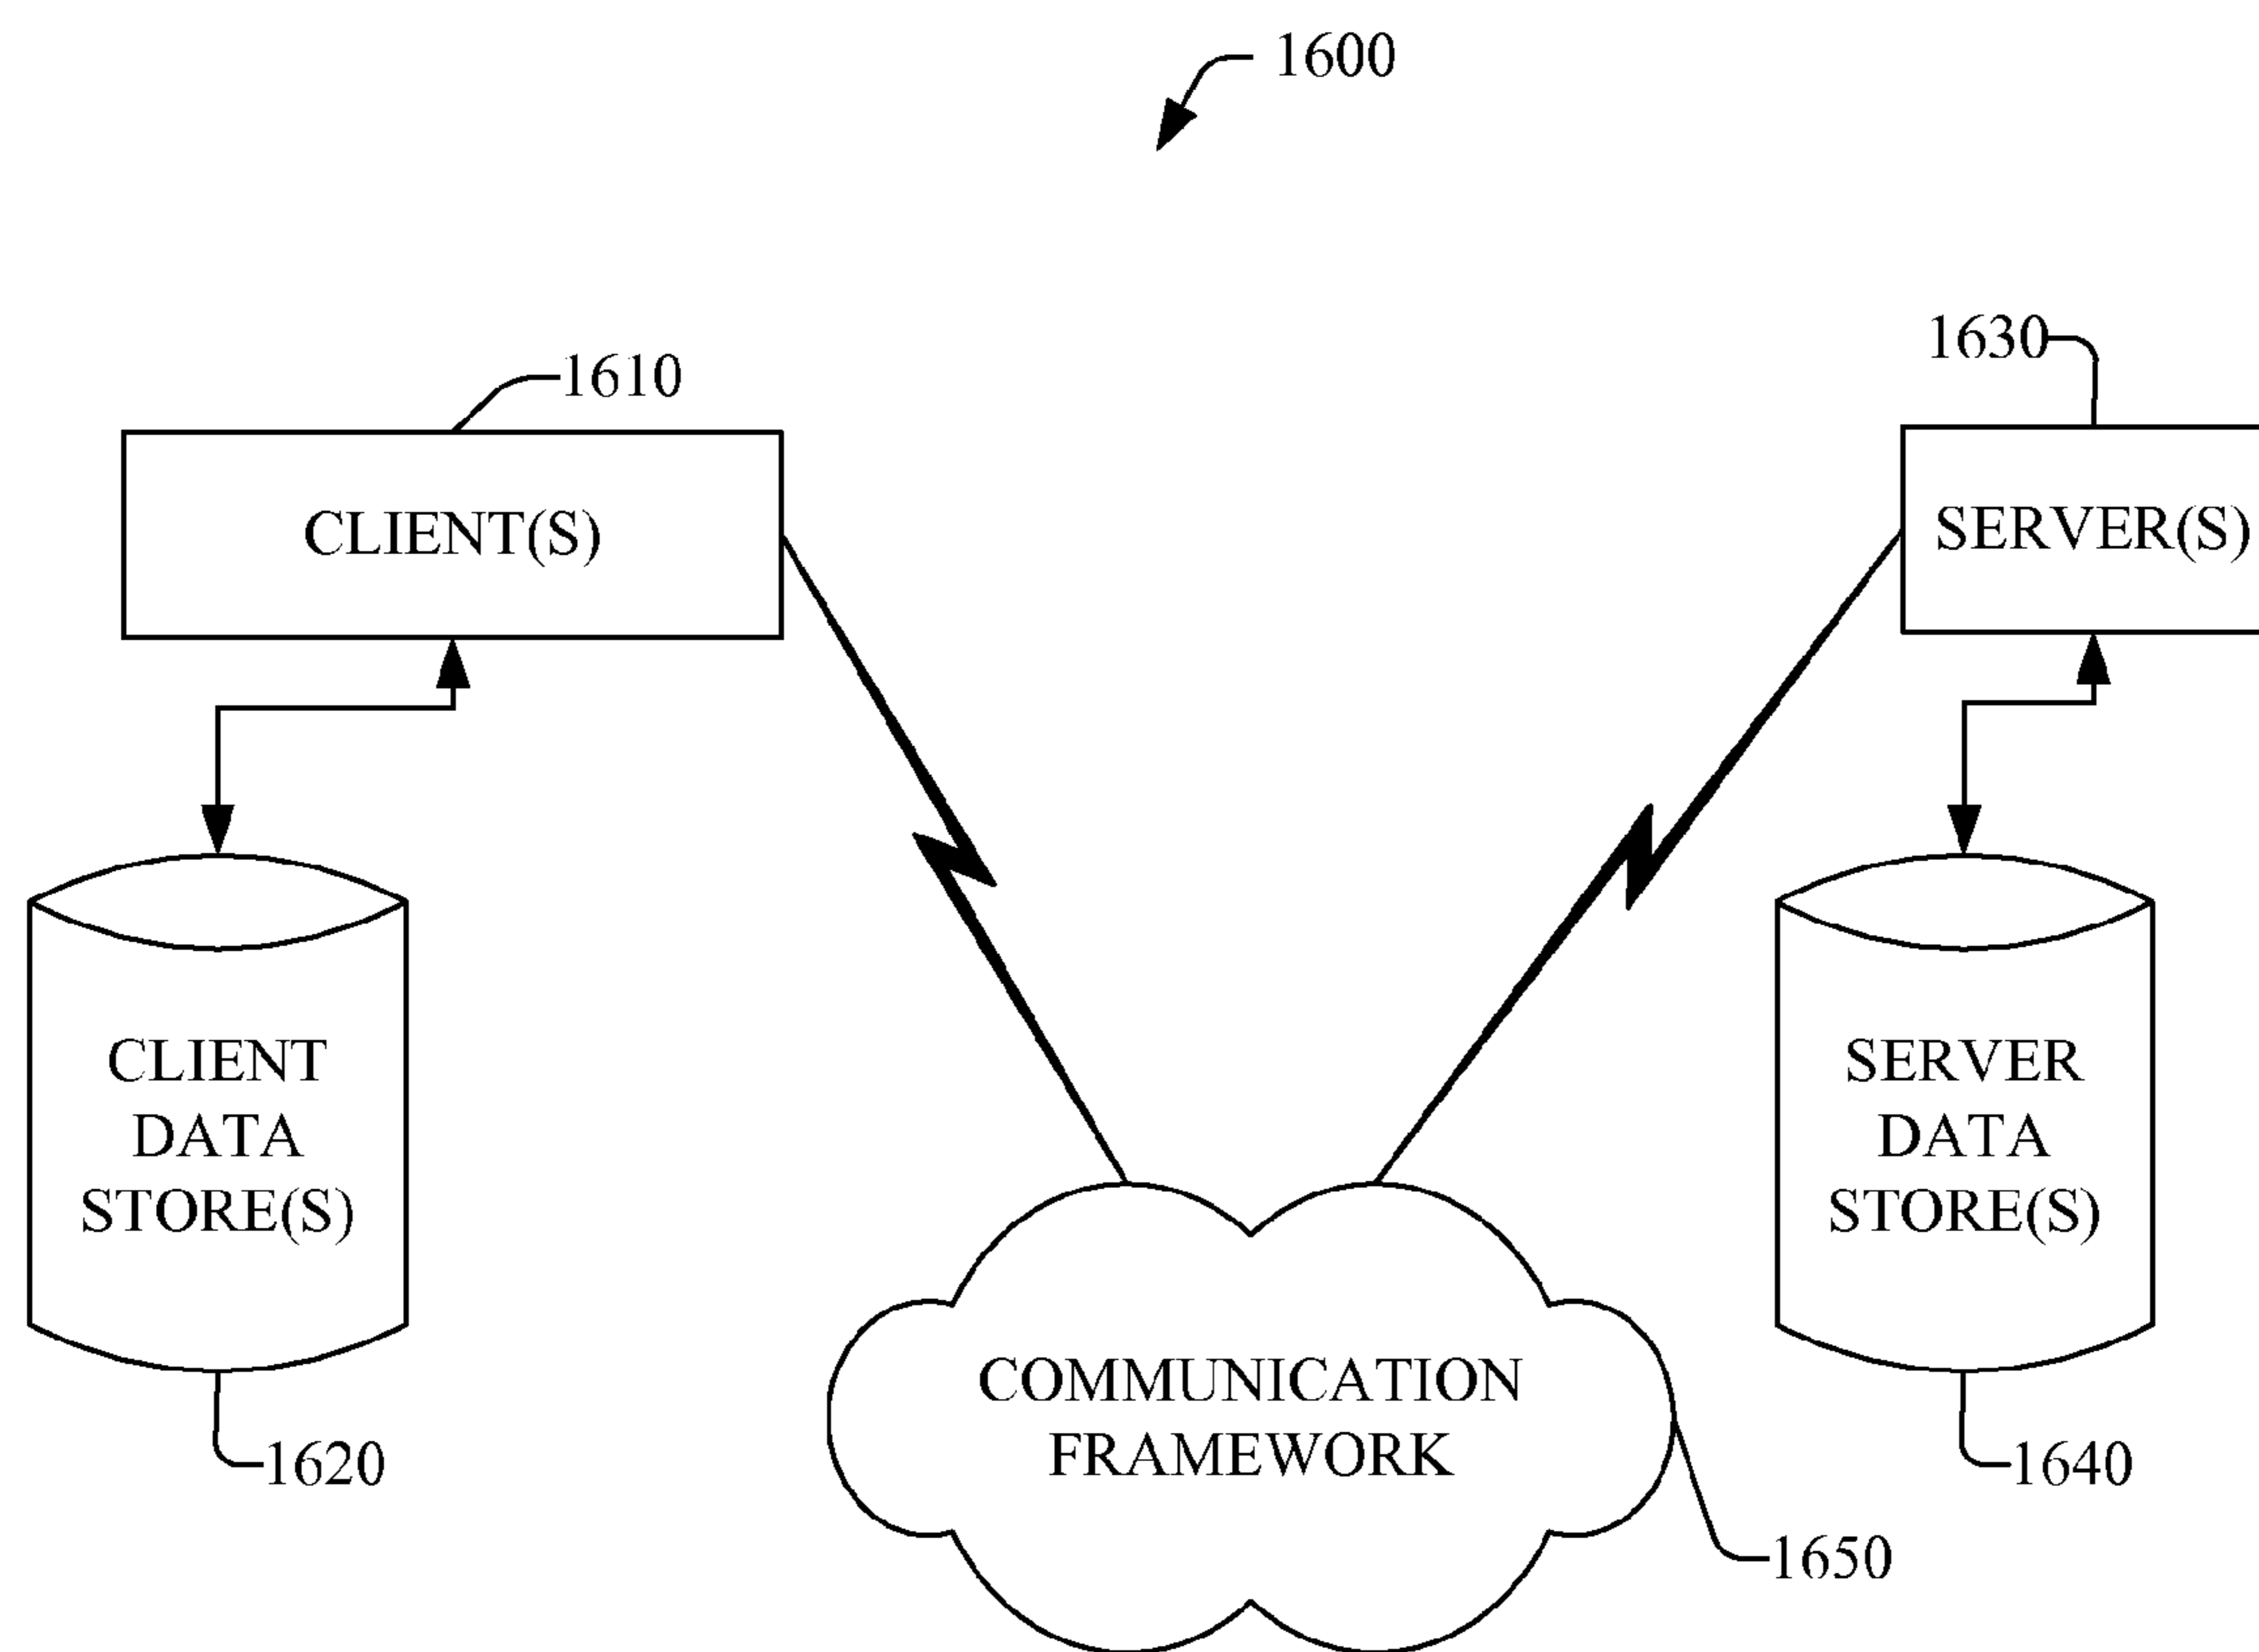 1600
1610
1630
CLIENT(S)
SERVER(S)
CLIENT
DATA
STORE(S)
SERVER
DATA
STORE(S)
COMMUNICATION
FRAMEWORK
1620
1640
1650